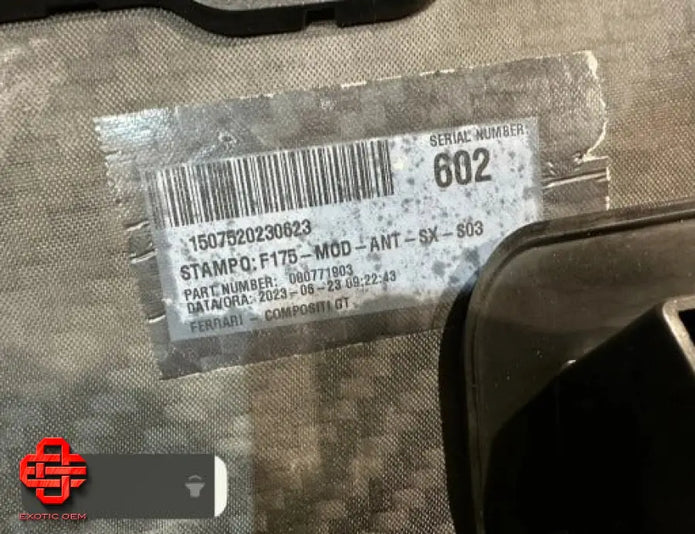 SERIAL NUMBER:
602
1507520230623
STAMPO: F175-MOD-ANT-SX-S03
PART NUMBER: 080771903
DATA/ORA: 2023-06-23 09:22:43
FERRARI - COMPOSITI GT
EXOTIC OEM